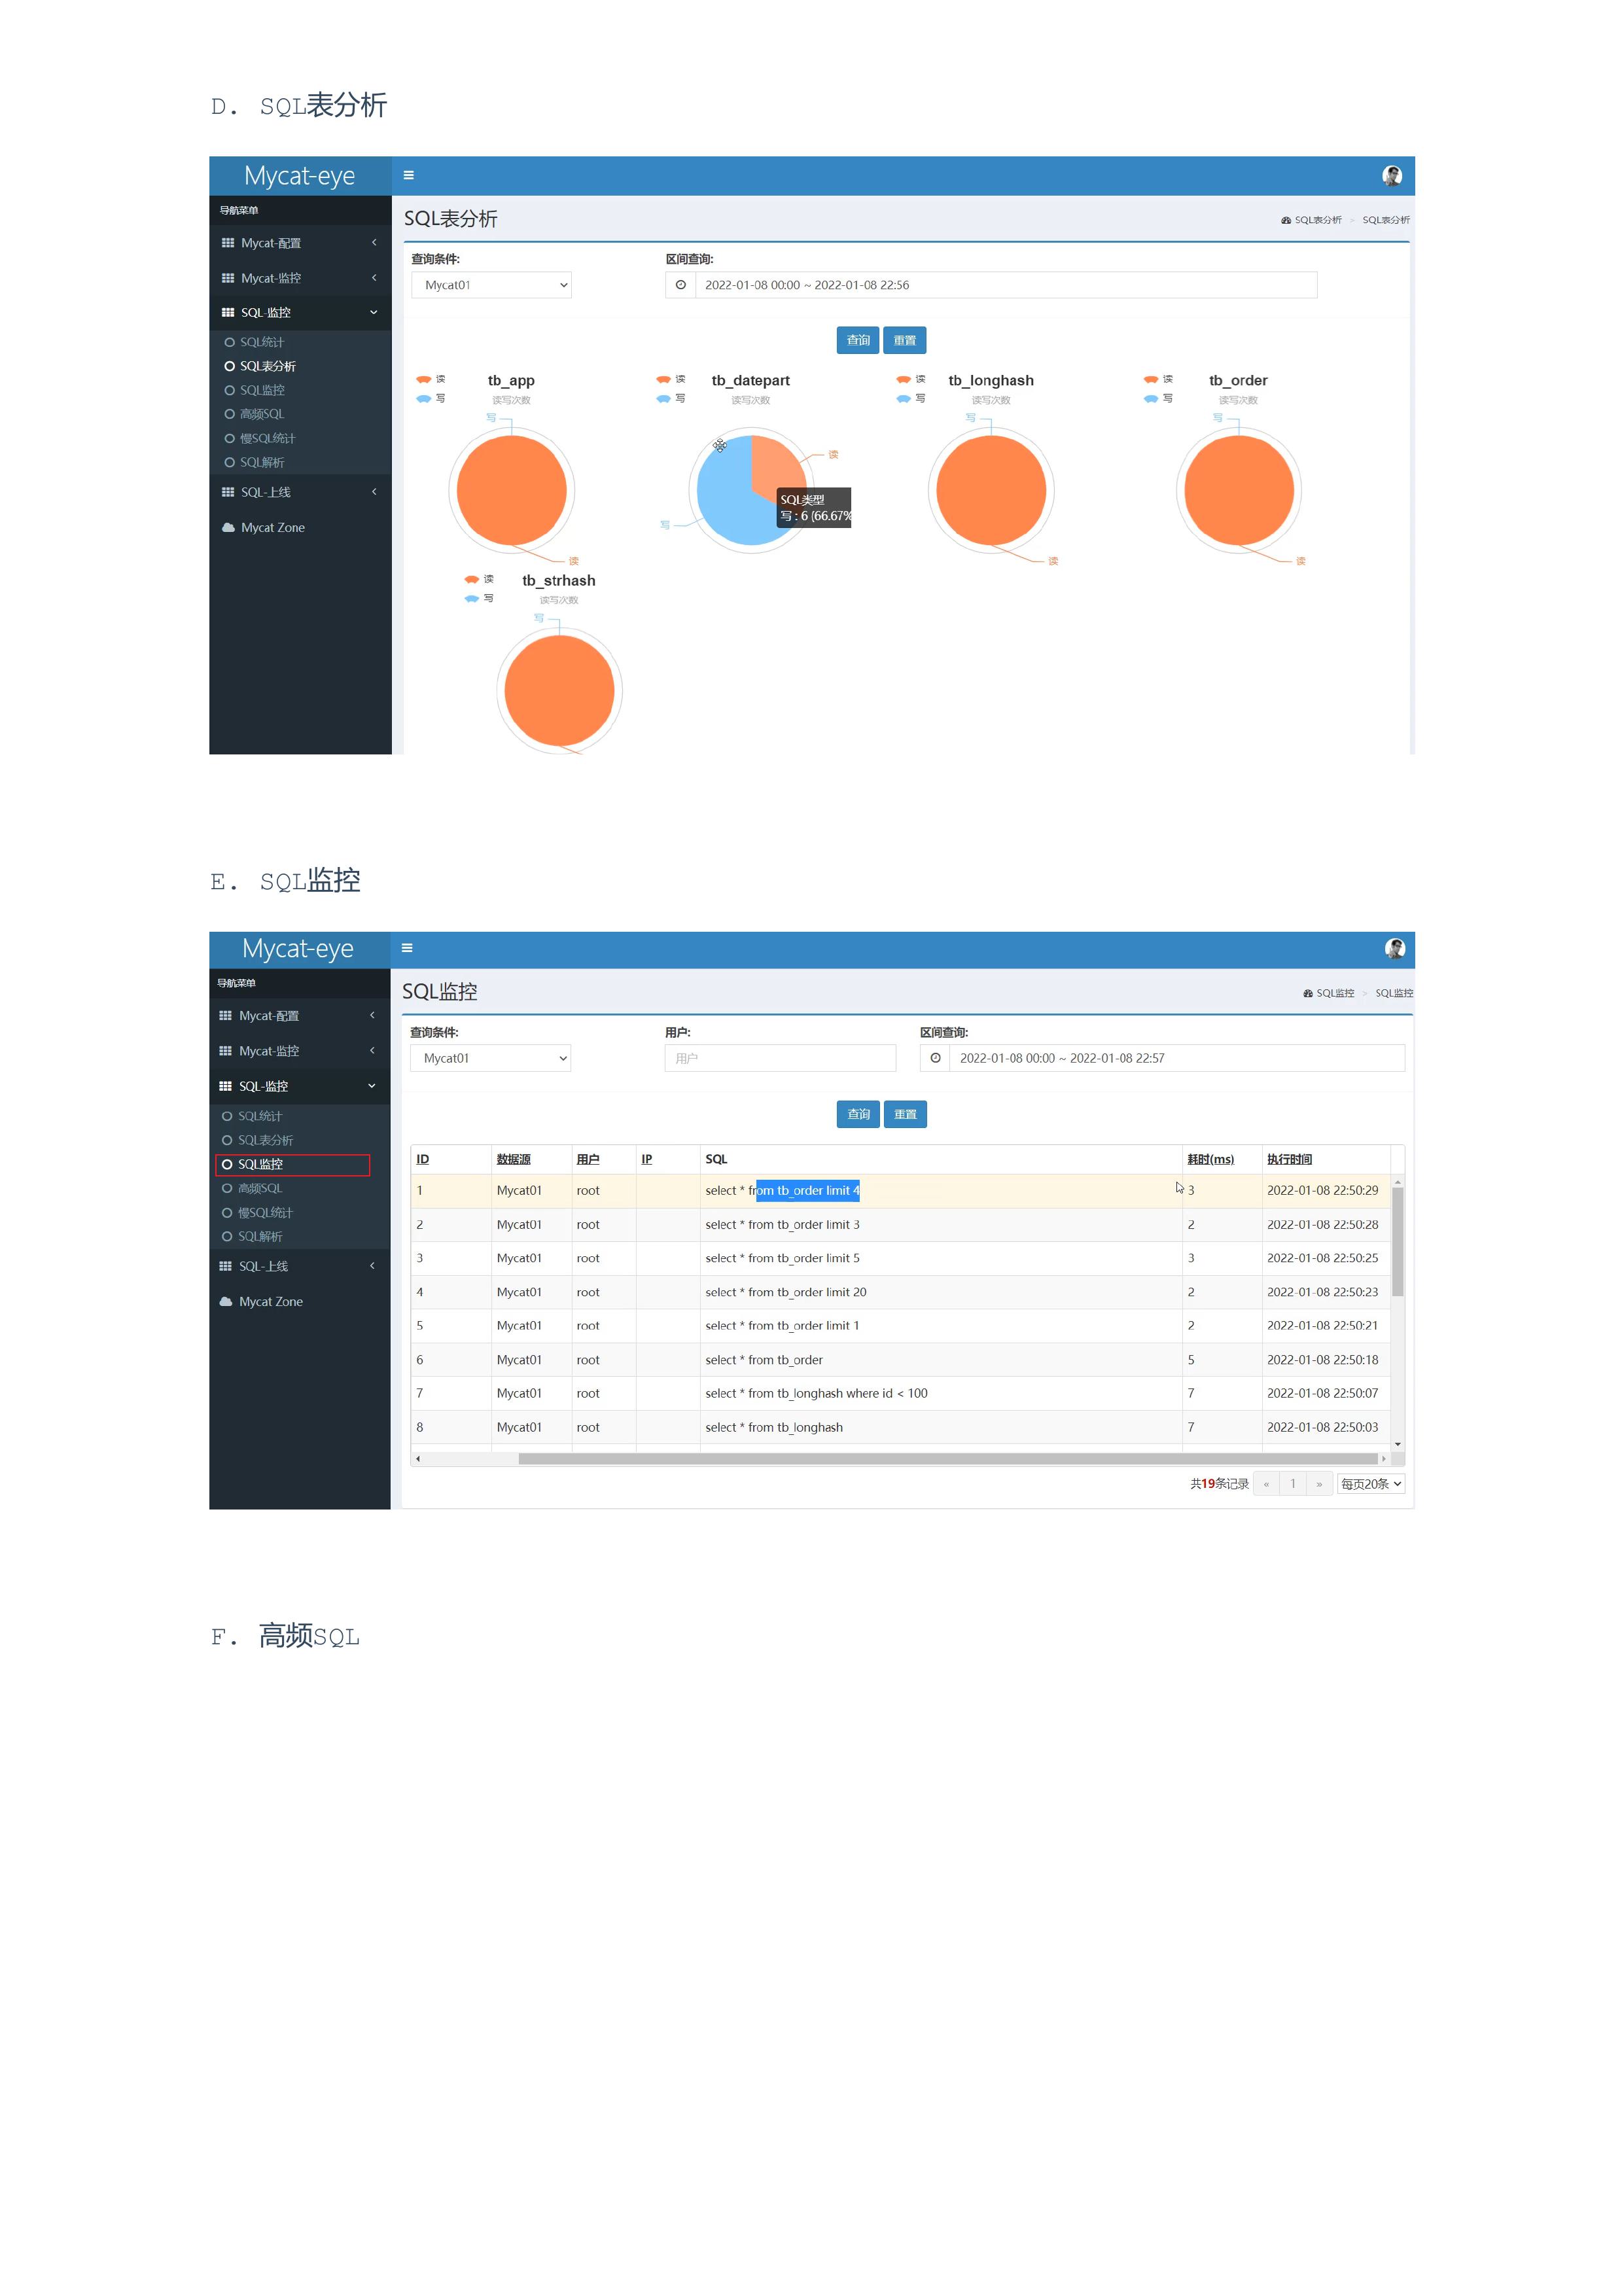 D. SQL表分析
Mycat-eye
导航菜单
Mycat-配置
Mycat-监控
SQL-监控
SQL统计
SQL表分析
SQL监控
高频SQL
慢SQL统计
SQL解析
SQL-上线
Mycat Zone
SQL表分析
SQL表分析 > SQL表分析
查询条件: 区间查询:
Mycat01 2022-01-08 00:00 ~ 2022-01-08 22:56
查询 重置
读 tb_app 读 tb_datepart 读 tb_longhash 读 tb_order
写 读写次数 写 读写次数 写 读写次数 写 读写次数
写 写 写
读
SQL类型
写 : 6 (66.67%
写
读 读 读
读 tb_strhash
写 读写次数
写
E. SQL监控
Mycat-eye
导航菜单
Mycat-配置
Mycat-监控
SQL-监控
SQL统计
SQL表分析
SQL监控
高频SQL
慢SQL统计
SQL解析
SQL-上线
Mycat Zone
SQL监控
SQL监控 > SQL监控
查询条件: 用户: 区间查询:
Mycat01 用户 2022-01-08 00:00 ~ 2022-01-08 22:57
查询 重置
ID 数据源 用户 IP SQL 耗时(ms) 执行时间
1 Mycat01 root select * from tb_order limit 4 3 2022-01-08 22:50:29
2 Mycat01 root select * from tb_order limit 3 2 2022-01-08 22:50:28
3 Mycat01 root select * from tb_order limit 5 3 2022-01-08 22:50:25
4 Mycat01 root select * from tb_order limit 20 2 2022-01-08 22:50:23
5 Mycat01 root select * from tb_order limit 1 2 2022-01-08 22:50:21
6 Mycat01 root select * from tb_order 5 2022-01-08 22:50:18
7 Mycat01 root select * from tb_longhash where id < 100 7 2022-01-08 22:50:07
8 Mycat01 root select * from tb_longhash 7 2022-01-08 22:50:03
共19条记录 « 1 » 每页20条
F. 高频SQL